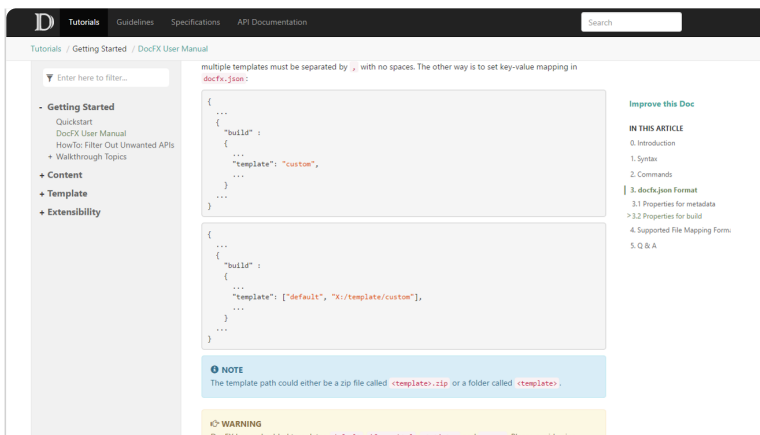 Tutorials Guidelines Specifications API Documentation Search
Tutorials / Getting Started / DocFX User Manual
Enter here to filter...
- Getting Started
Quickstart
DocFX User Manual
HowTo: Filter Out Unwanted APIs
+ Walkthrough Topics
+ Content
+ Template
+ Extensibility
multiple templates must be separated by , with no spaces. The other way is to set key-value mapping in
docfx.json:
{
...
{
"build" :
{
...
"template": "custom",
...
}
...
}
{
...
{
"build" :
{
...
"template": ["default", "X:/template/custom"],
...
}
...
}
NOTE
The template path could either be a zip file called <template>.zip or a folder called <template>.
WARNING
Improve this Doc
IN THIS ARTICLE
0. Introduction
1. Syntax
2. Commands
3. docfx.json Format
3.1 Properties for metadata
>3.2 Properties for build
4. Supported File Mapping Form
5. Q & A